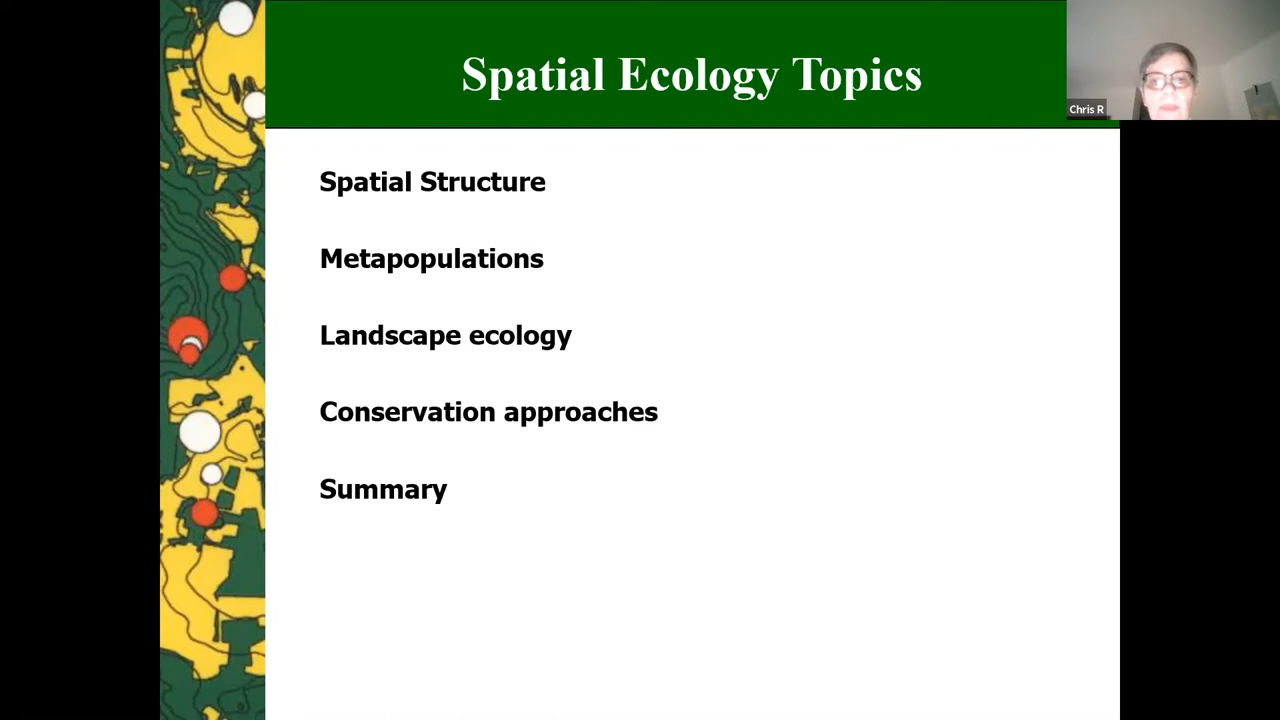 Spatial Ecology Topics
Chris R
Spatial Structure
Metapopulations
Landscape ecology
Conservation approaches
Summary